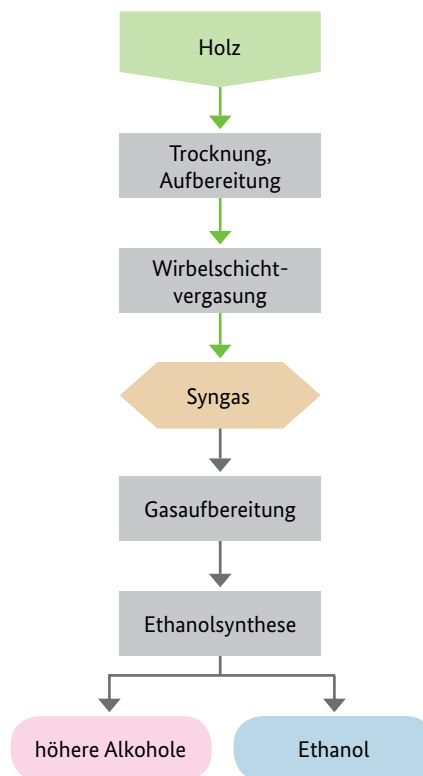 Holz
Trocknung,
Aufbereitung
Wirbelschicht-
vergasung
Syngas
Gasaufbereitung
Ethanolsynthese
höhere Alkohole
Ethanol